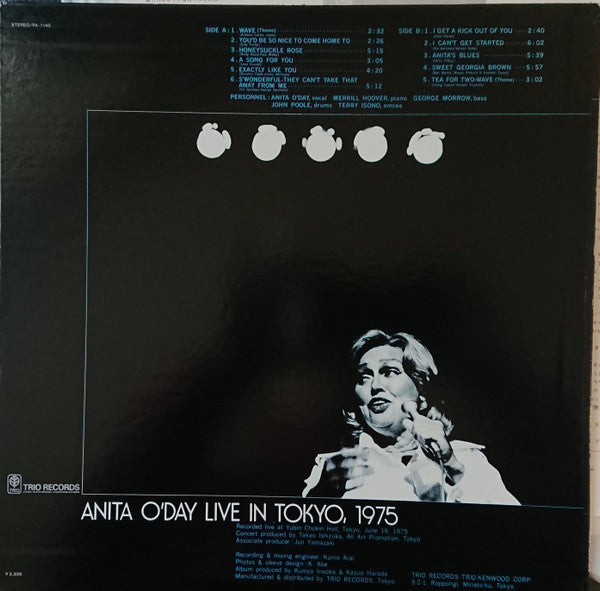 STEREO/PA-7140
SIDE A: 1. WAVE (Theme) 2:32
2. YOU'D BE SO NICE TO COME HOME TO 2:26
(Cole Porter)
3. HONEYSUCKLE ROSE 5:15
4. A SONG FOR YOU 3:05
5. EXACTLY LIKE YOU 4:20
6. S'WONDERFUL-THEY CAN'T TAKE THAT
AWAY FROM ME 5:12
SIDE B: 1. I GET A KICK OUT OF YOU 2:40
(Cole Porter)
2. I CAN'T GET STARTED 6:02
3. ANITA'S BLUES 5:39
4. SWEET GEORGIA BROWN 5:57
5. TEA FOR TWO-WAVE (Theme) 3:02
PERSONNEL: ANITA O'DAY, vocal MERRILL HOOVER, piano GEORGE MORROW, bass
JOHN POOLE, drums TERRY ISONO, emcee
TRIO
TRIO RECORDS
ANITA O'DAY LIVE IN TOKYO, 1975
Recorded live at Yubin Chokin Hall, Tokyo, June 19, 1975
Concert produced by Takao Ishizuka, All Art Promotion, Tokyo
Associate producer: Jun Yamazaki
Recording & mixing engineer: Kunio Arai
Photos & sleeve design: K. Abe
Album produced by Kuniya Inaoka & Kazuo Harada
Manufactured & distributed by TRIO RECORDS, Tokyo
TRIO RECORDS TRIO-KENWOOD CORP.
5-2-1, Roppongi, Minato-ku, Tokyo